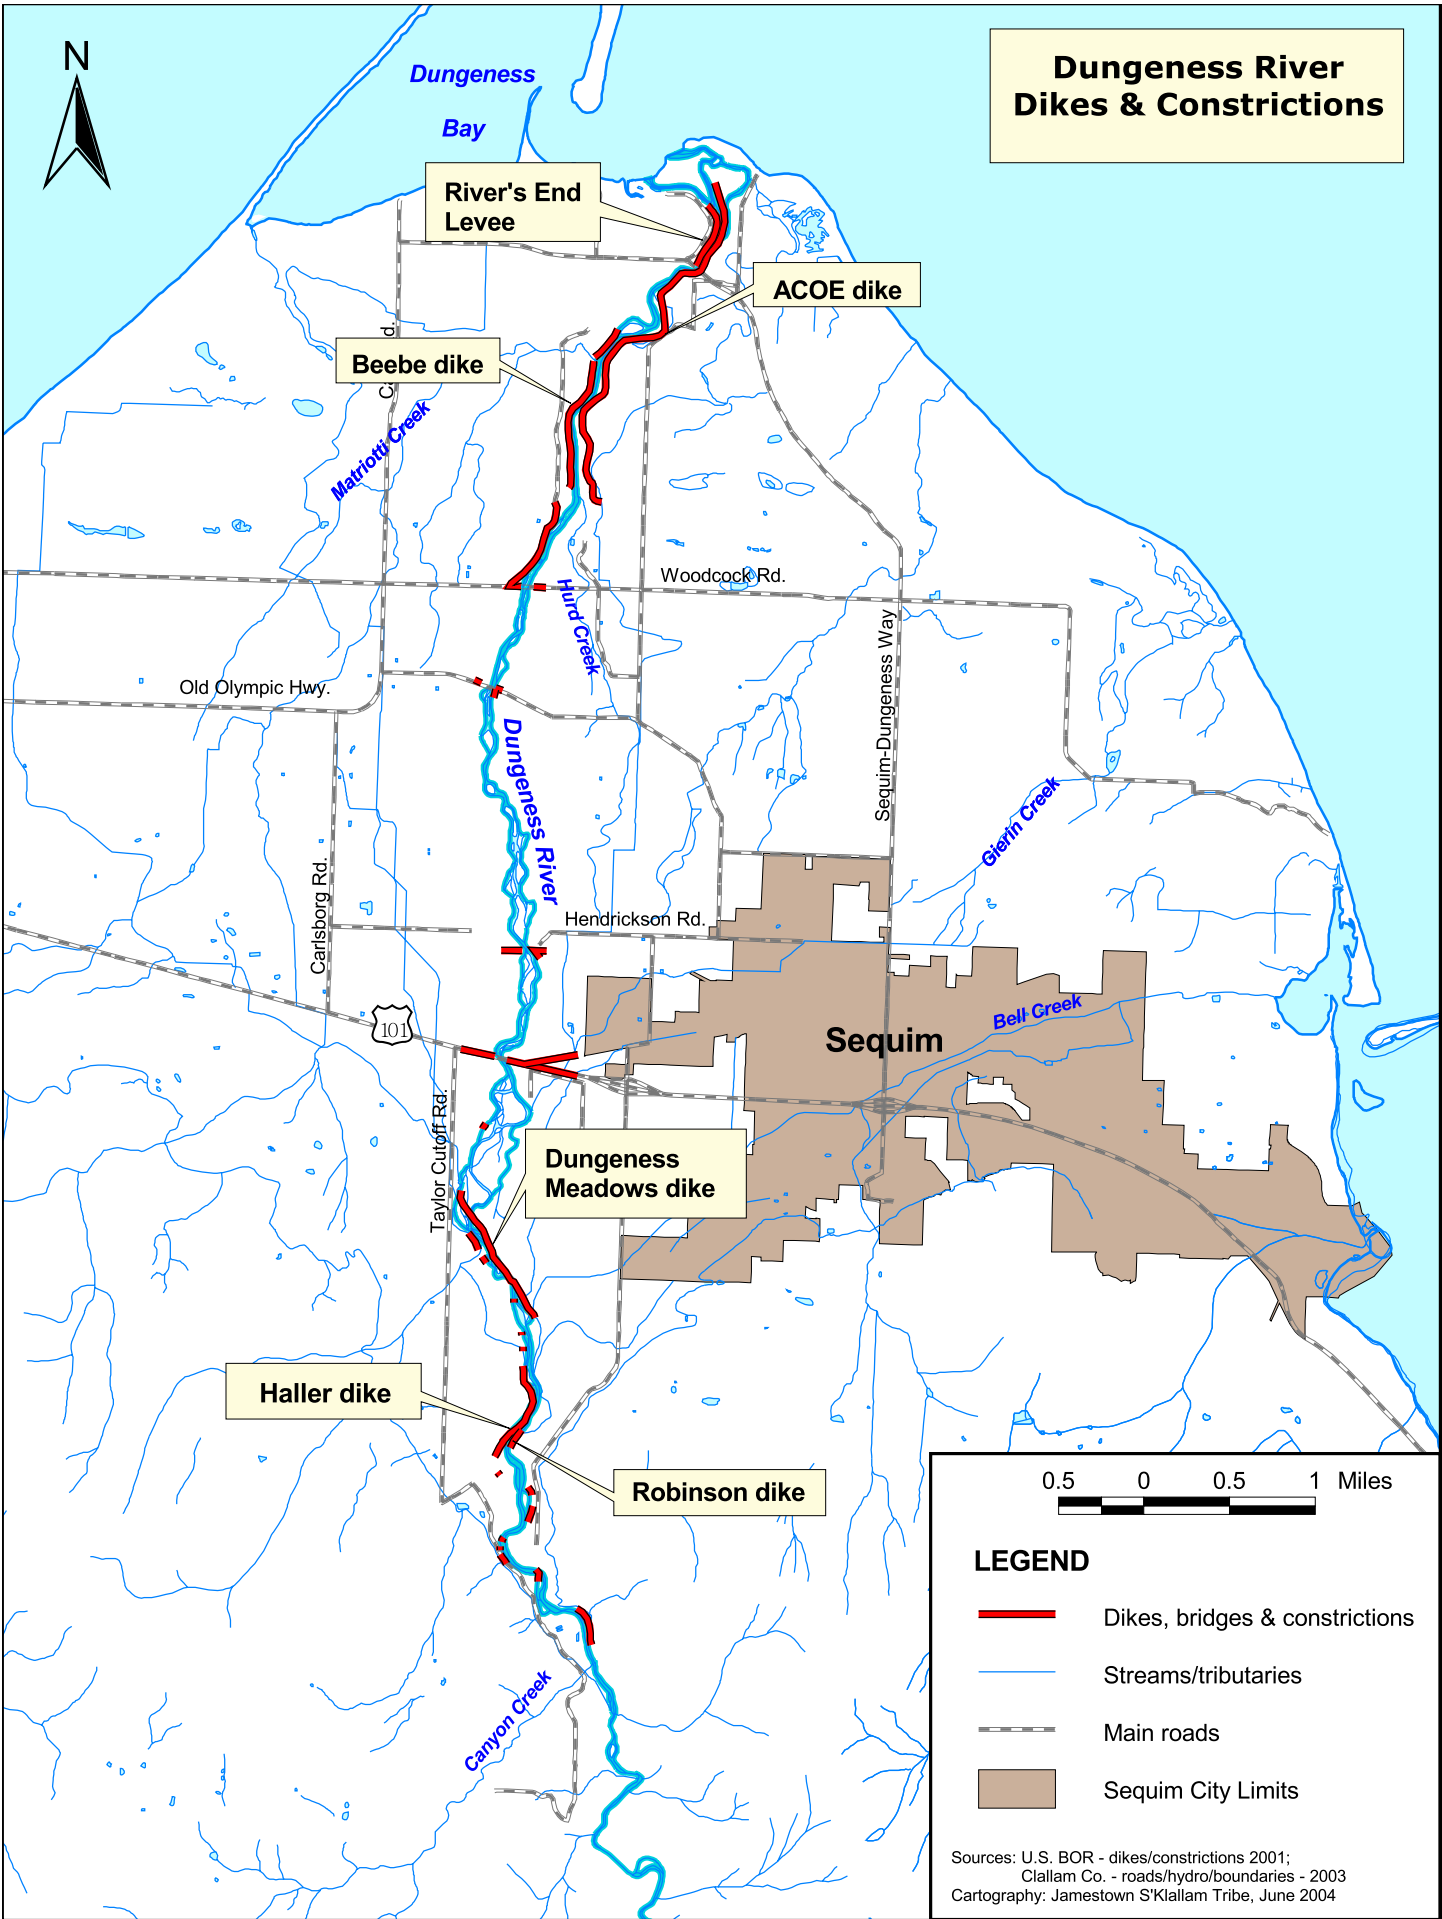 N
Dungeness
Bay
Dungeness River
Dikes & Constrictions
River's End
Levee
ACOE dike
d.
Beebe dike
Matriotti Creek
Woodcock Rd.
Hurd Creek
Sequim-Dungeness Way
Old Olympic Hwy.
Dungeness River
Gierin Creek
Carlsborg Rd.
Hendrickson Rd.
101
Bell Creek
Sequim
Taylor Cutoff Rd.
Dungeness
Meadows dike
Haller dike
Robinson dike
Canyon Creek
0.5 0 0.5 1 Miles
LEGEND
Dikes, bridges & constrictions
Streams/tributaries
Main roads
Sequim City Limits
Sources: U.S. BOR - dikes/constrictions 2001;
Clallam Co. - roads/hydro/boundaries - 2003
Cartography: Jamestown S'Klallam Tribe, June 2004